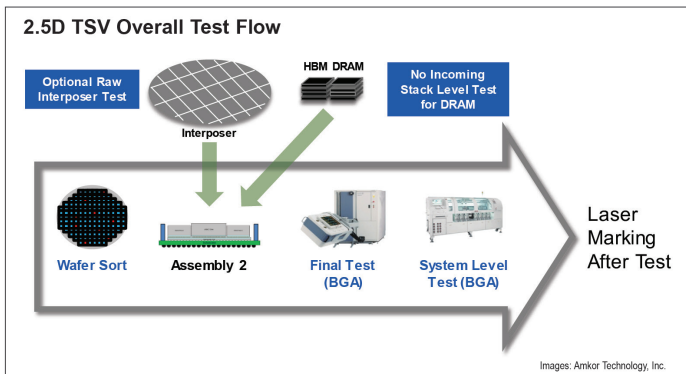 2.5D TSV Overall Test Flow
Optional Raw
Interposer Test
HBM DRAM
No Incoming
Stack Level Test
for DRAM
Interposer
Wafer Sort
Assembly 2
Final Test
(BGA)
System Level
Test (BGA)
Laser
Marking
After Test
Images: Amkor Technology, Inc.